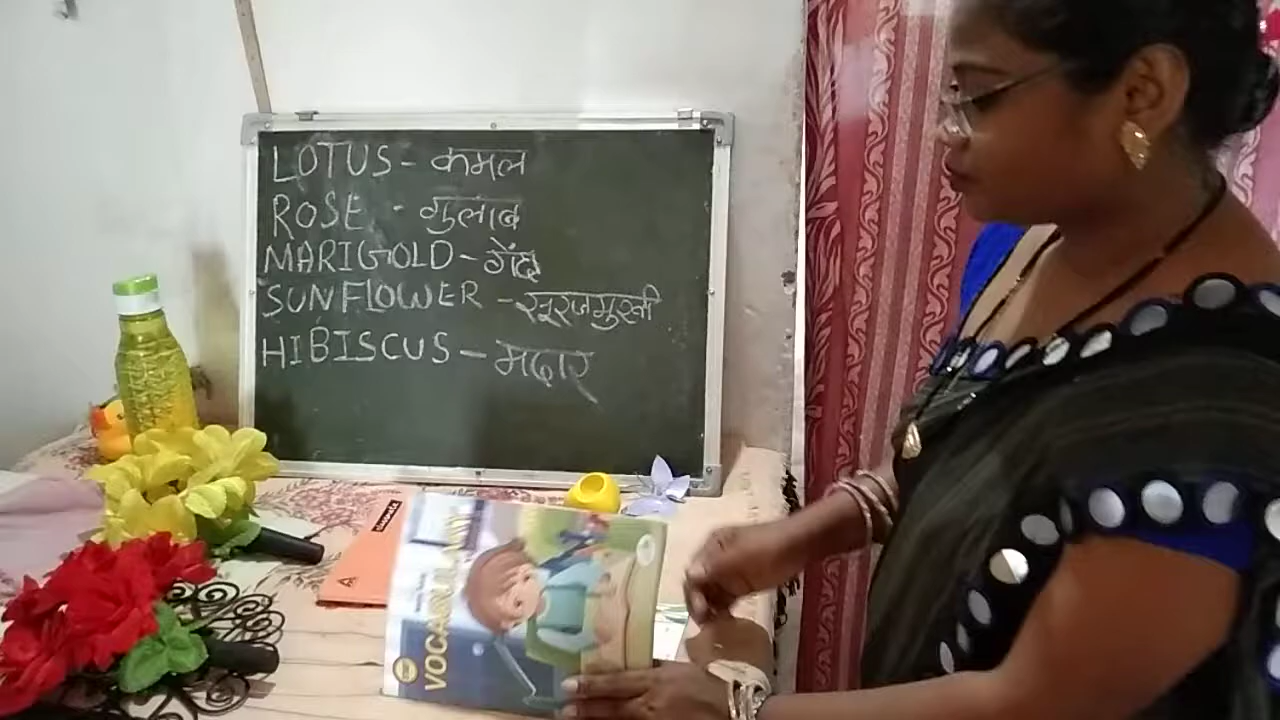 LOTUS - कमल
ROSE - गुलाब
MARIGOLD - गेंदा
SUNFLOWER - सूरजमुखी
HIBISCUS - मदार
VOCABULARY